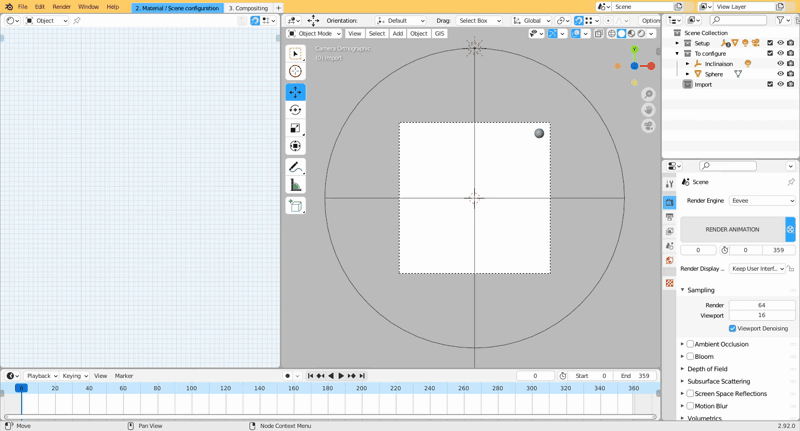 File Edit Render Window Help 2. Material / Scene configuration 3. Compositing Scene View Layer
Object Orientation: Default Drag: Select Box Global Option
Object Mode View Select Add Object GIS
Camera Orthographic
(0) Import
Scene Collection
Setup
To configure
Inclinaison
Sphere
Import
Scene
Render Engine Eevee
RENDER ANIMATION
0 0 359
Render Display ... Keep User Interf...
Sampling
Render 64
Viewport 16
Viewport Denoising
Ambient Occlusion
Bloom
Depth of Field
Subsurface Scattering
Screen Space Reflections
Motion Blur
Volumetrics
Playback Keying View Marker 0 Start 0 End 359
0 20 40 60 80 100 120 140 160 180 200 220 240 260 280 300 320 340 360
Move Pan View Node Context Menu 2.92.0